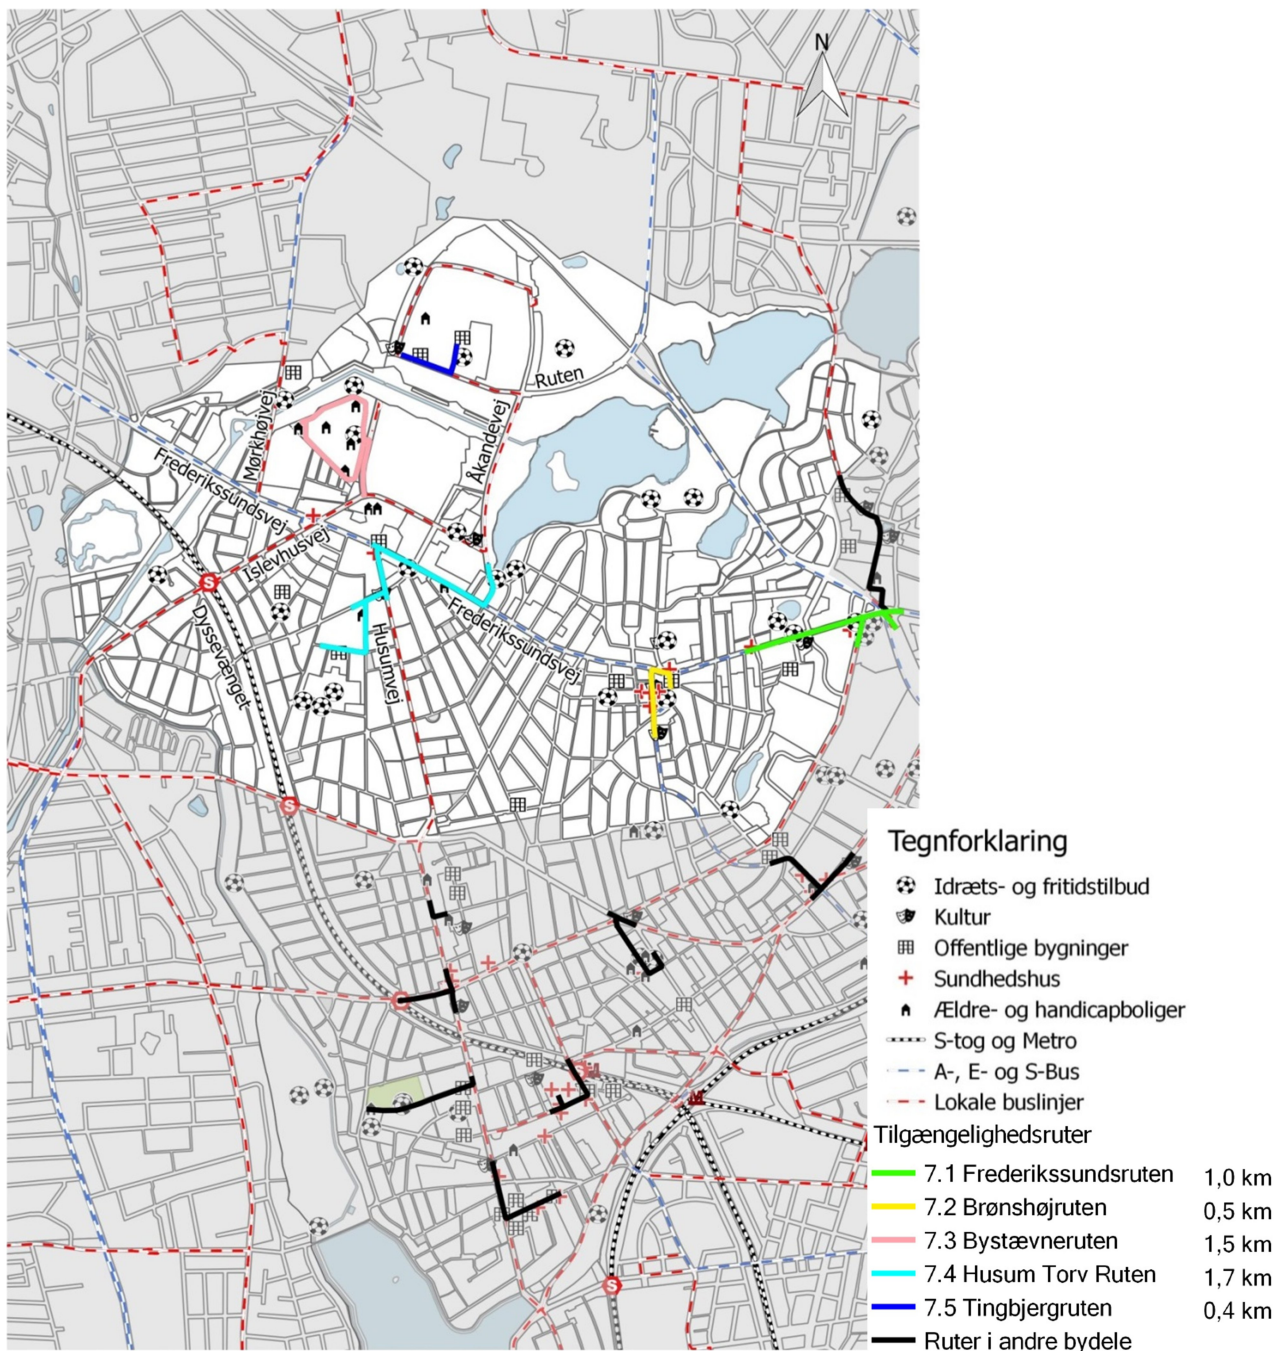 N
Ruten
Mørkhøjvej
Åkandevej
Frederikssundsvej
Islevhusvej
Dyssevænget
Husumvej
Frederikssundsvej
S
S
S
M
Tegnforklaring
Idræts- og fritidstilbud
Kultur
Offentlige bygninger
Sundhedshus
Ældre- og handicapboliger
S-tog og Metro
A-, E- og S-Bus
Lokale buslinjer
Tilgængelighedsruter
7.1 Frederikssundsruten 1,0 km
7.2 Brønshøjruten 0,5 km
7.3 Bystævneruten 1,5 km
7.4 Husum Torv Ruten 1,7 km
7.5 Tingbjergruten 0,4 km
Ruter i andre bydele